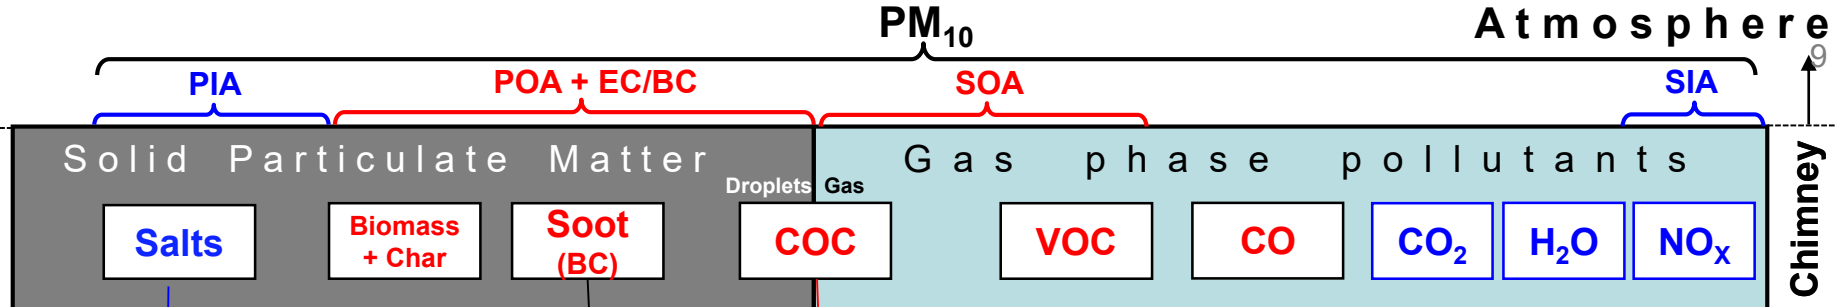 PM10
Atmosphere
9
PIA
POA + EC/BC
SOA
SIA
Solid Particulate Matter
Gas phase pollutants
Droplets
Gas
Salts
Biomass
+ Char
Soot
(BC)
COC
VOC
CO
CO2
H2O
NOX
Chimney